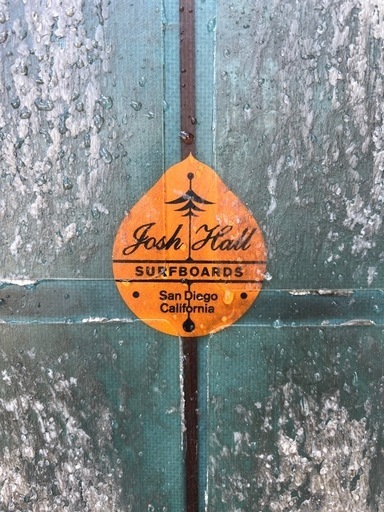 Josh Hall
SURFBOARDS
San Diego
California